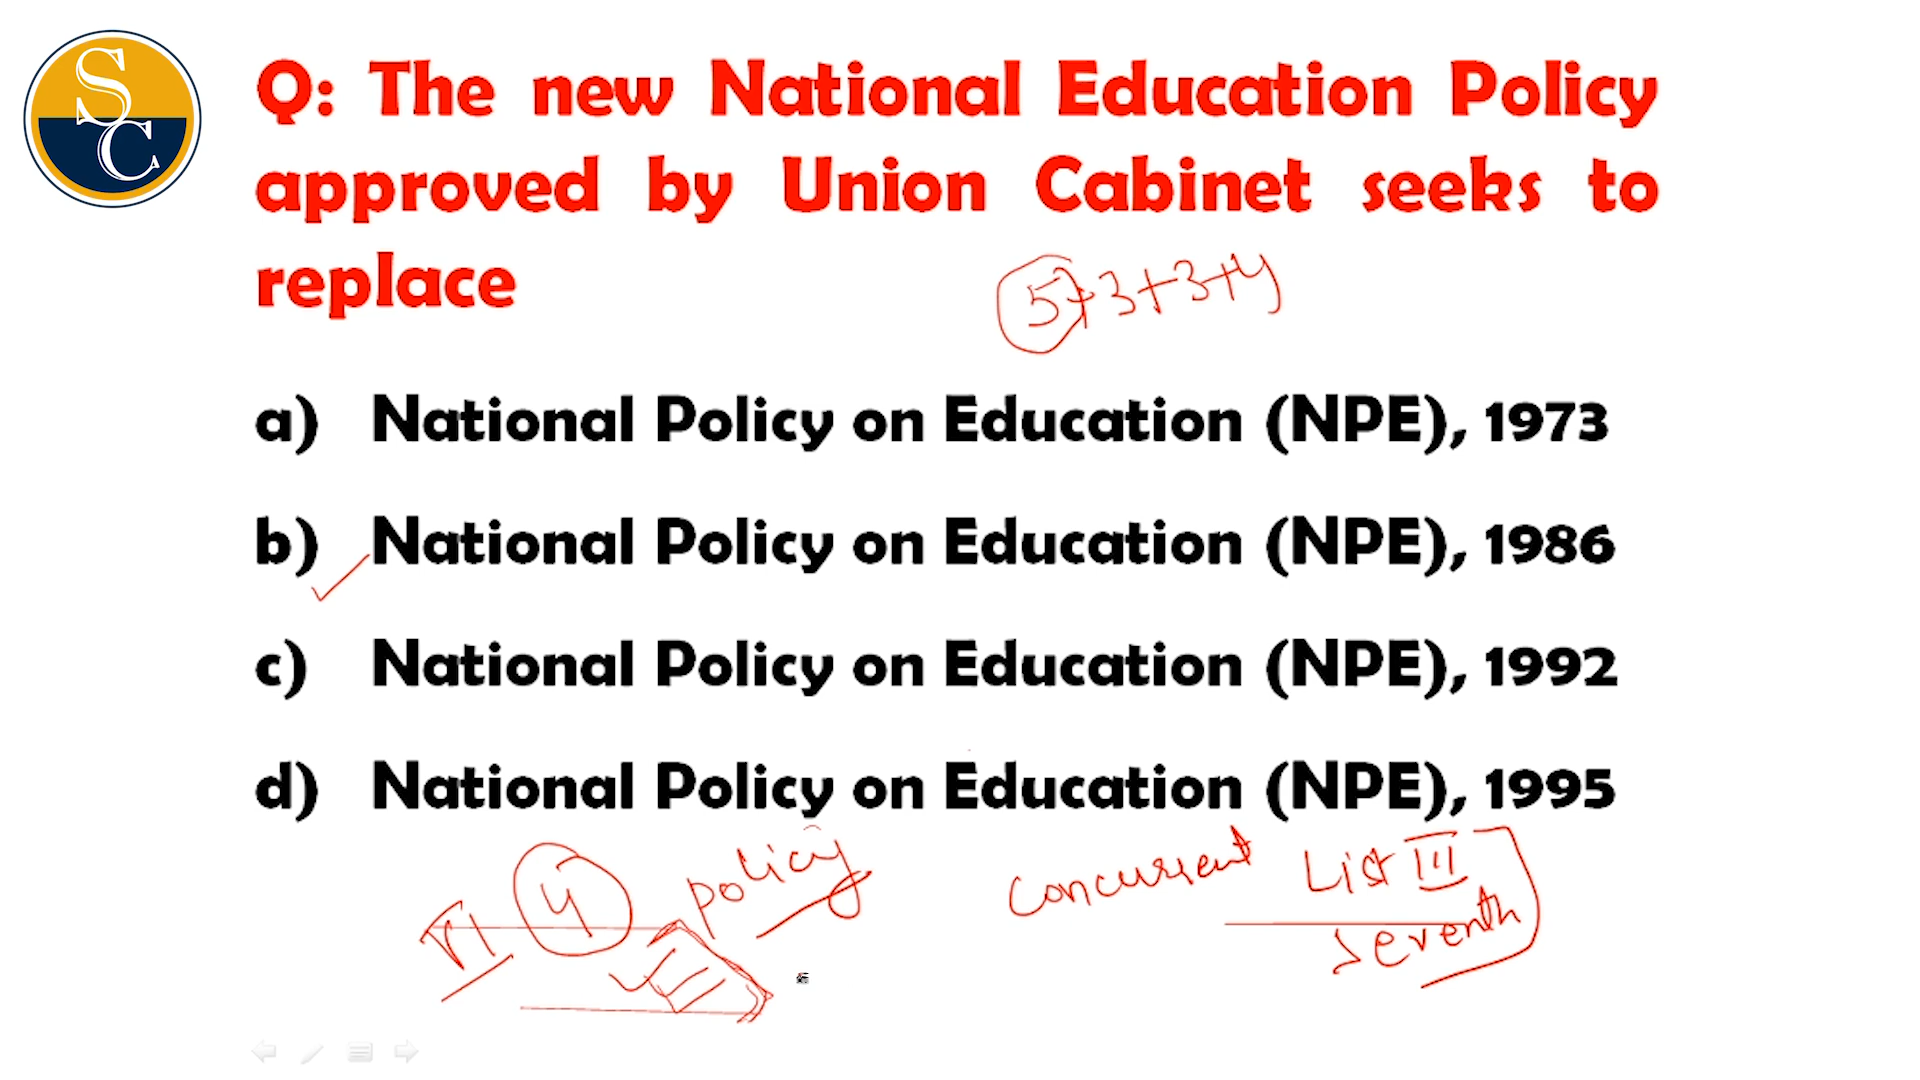 SC
Q: The new National Education Policy
approved by Union Cabinet seeks to
replace
5+3+3+4
a) National Policy on Education (NPE), 1973
b) National Policy on Education (NPE), 1986
c) National Policy on Education (NPE), 1992
d) National Policy on Education (NPE), 1995
policy
4
VI
Concurrent List III
Seventh